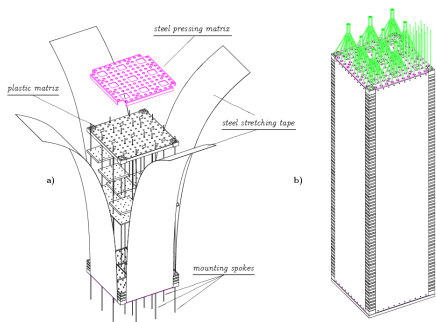 steel pressing matrix
plastic matrix
steel stretching tape
a)
b)
mounting spokes